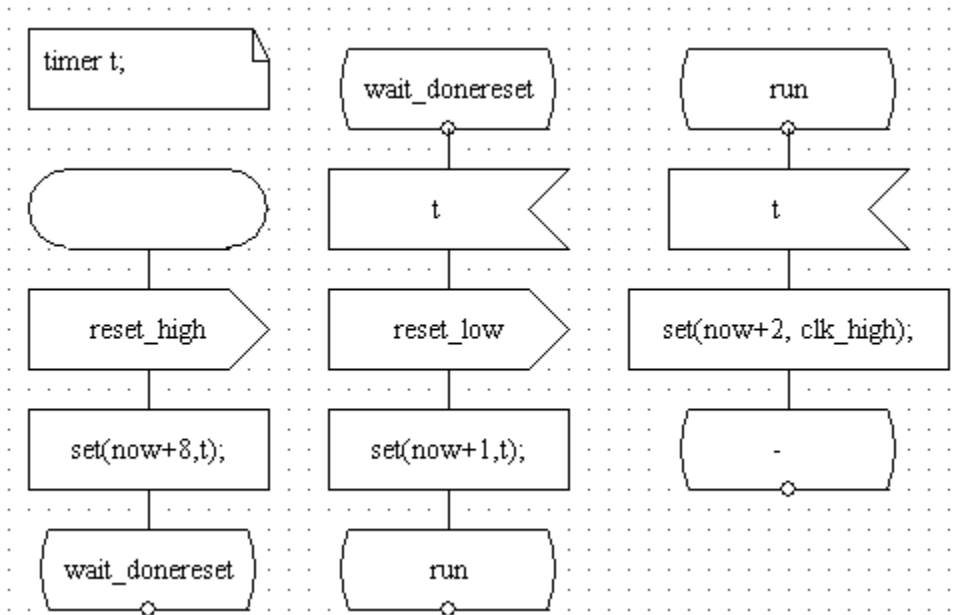 timer t;
reset_high
set(now+8,t);
wait_donereset
wait_donereset
t
reset_low
set(now+1,t);
run
run
t
set(now+2, clk_high);
-